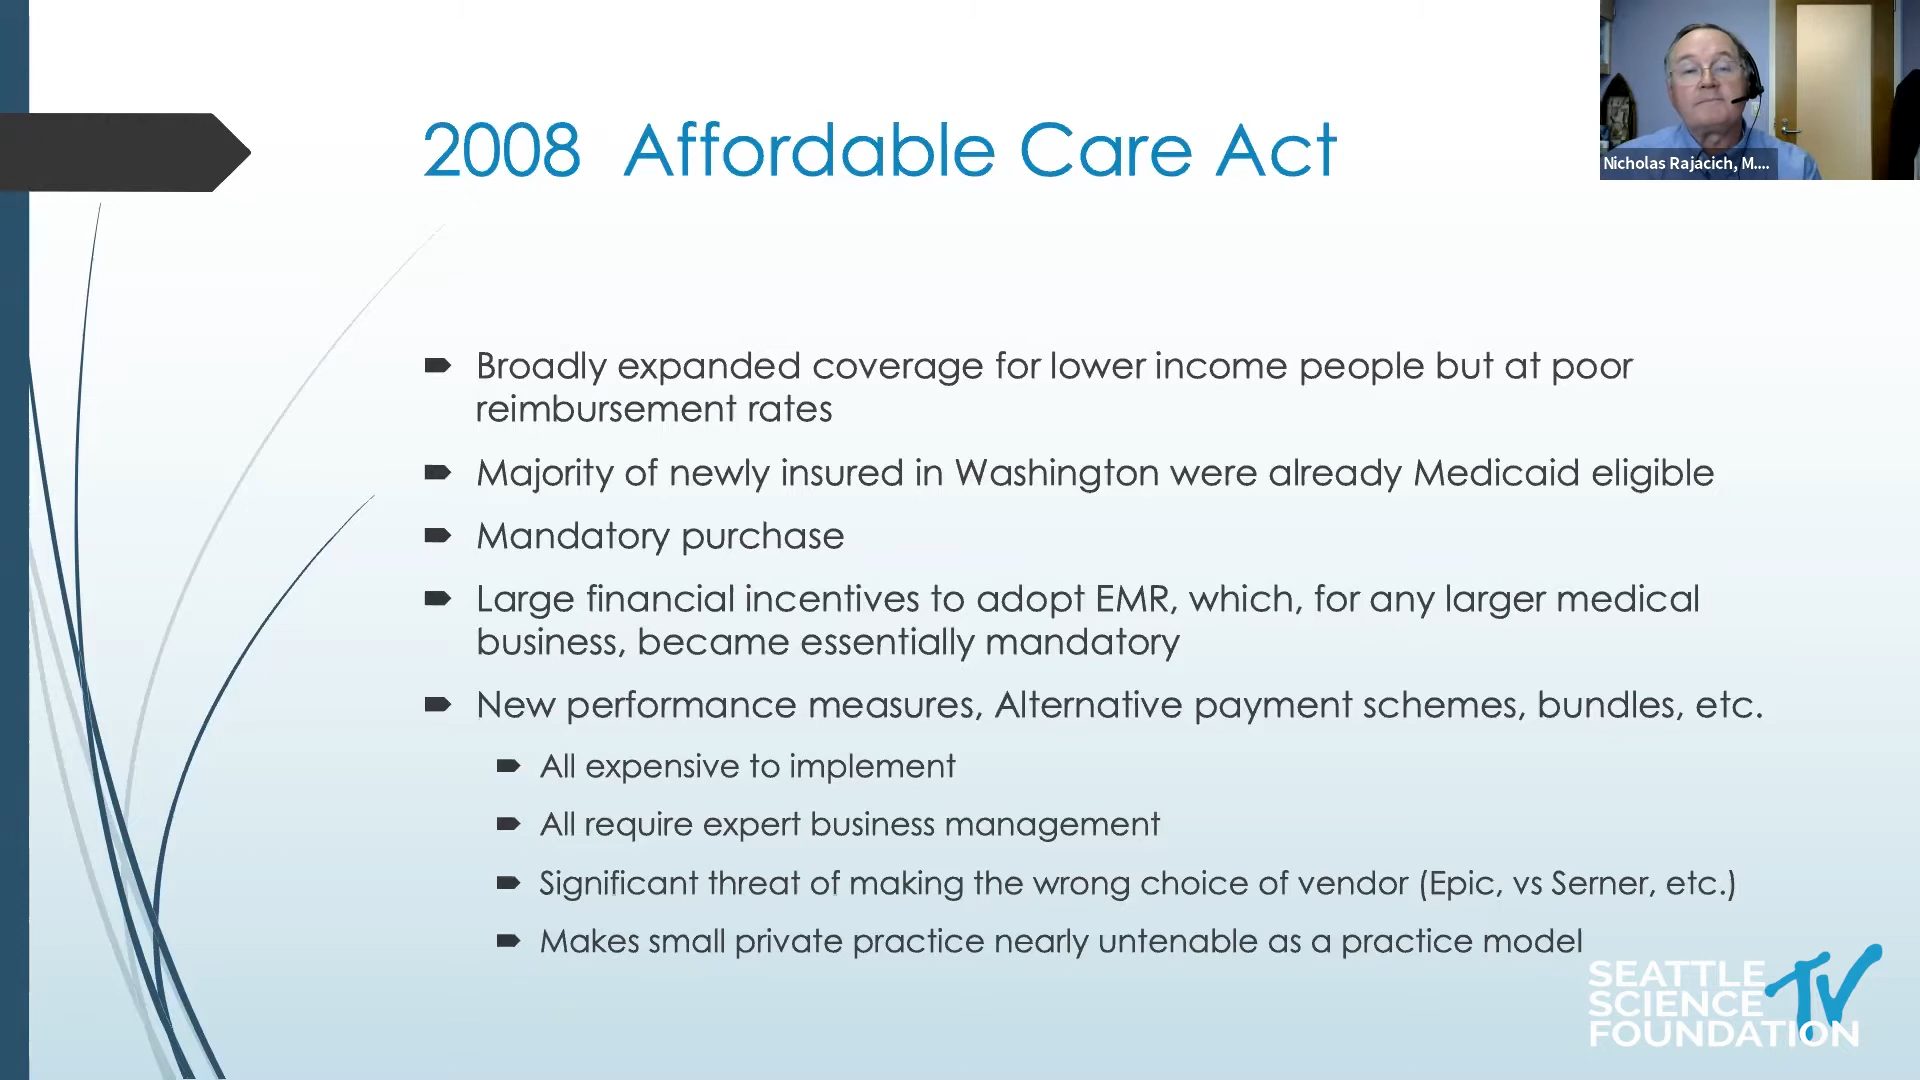 2008 Affordable Care Act
Nicholas Rajacich, M....
Broadly expanded coverage for lower income people but at poor
reimbursement rates
Majority of newly insured in Washington were already Medicaid eligible
Mandatory purchase
Large financial incentives to adopt EMR, which, for any larger medical
business, became essentially mandatory
New performance measures, Alternative payment schemes, bundles, etc.
All expensive to implement
All require expert business management
Significant threat of making the wrong choice of vendor (Epic, vs Serner, etc.)
Makes small private practice nearly untenable as a practice model
SEATTLE
SCIENCE TV
FOUNDATION